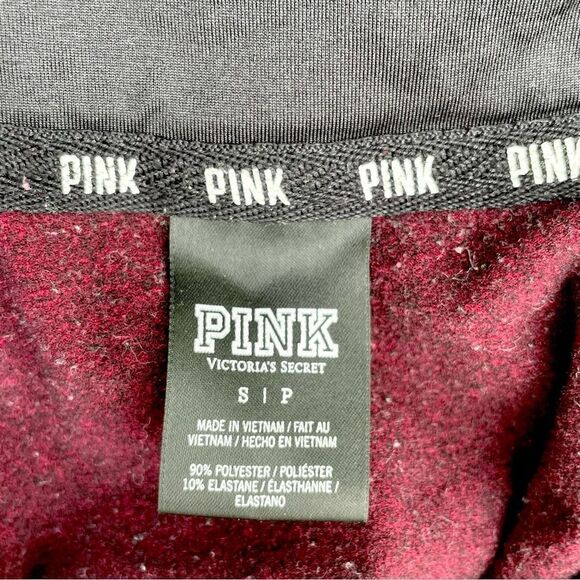 PINK PINK PINK PINK
PINK
VICTORIA'S SECRET
S | P
MADE IN VIETNAM / FAIT AU
VIETNAM / HECHO EN VIETNAM
90% POLYESTER / POLIÉSTER
10% ELASTANE / ÉLASTHANNE /
ELASTANO